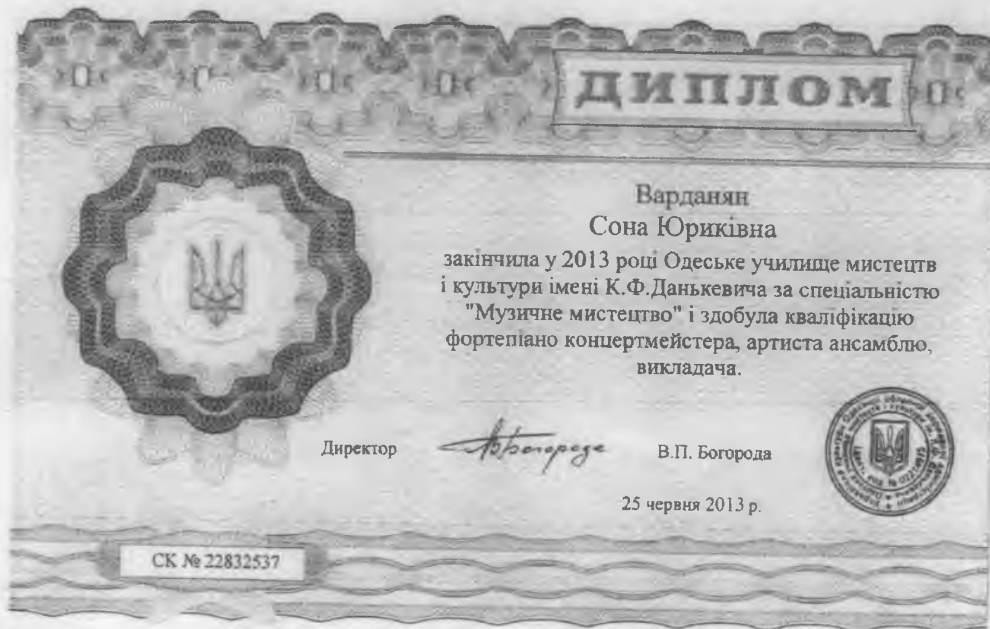 ДИПЛОМ
Варданян
Сона Юриківна
закінчила у 2013 році Одеське училище мистецтв
і культури імені К.Ф.Данькевича за спеціальністю
"Музичне мистецтво" і здобула кваліфікацію
фортепіано концертмейстера, артиста ансамблю,
викладача.
Директор В.П. Богорода
25 червня 2013 р.
СК № 22832537